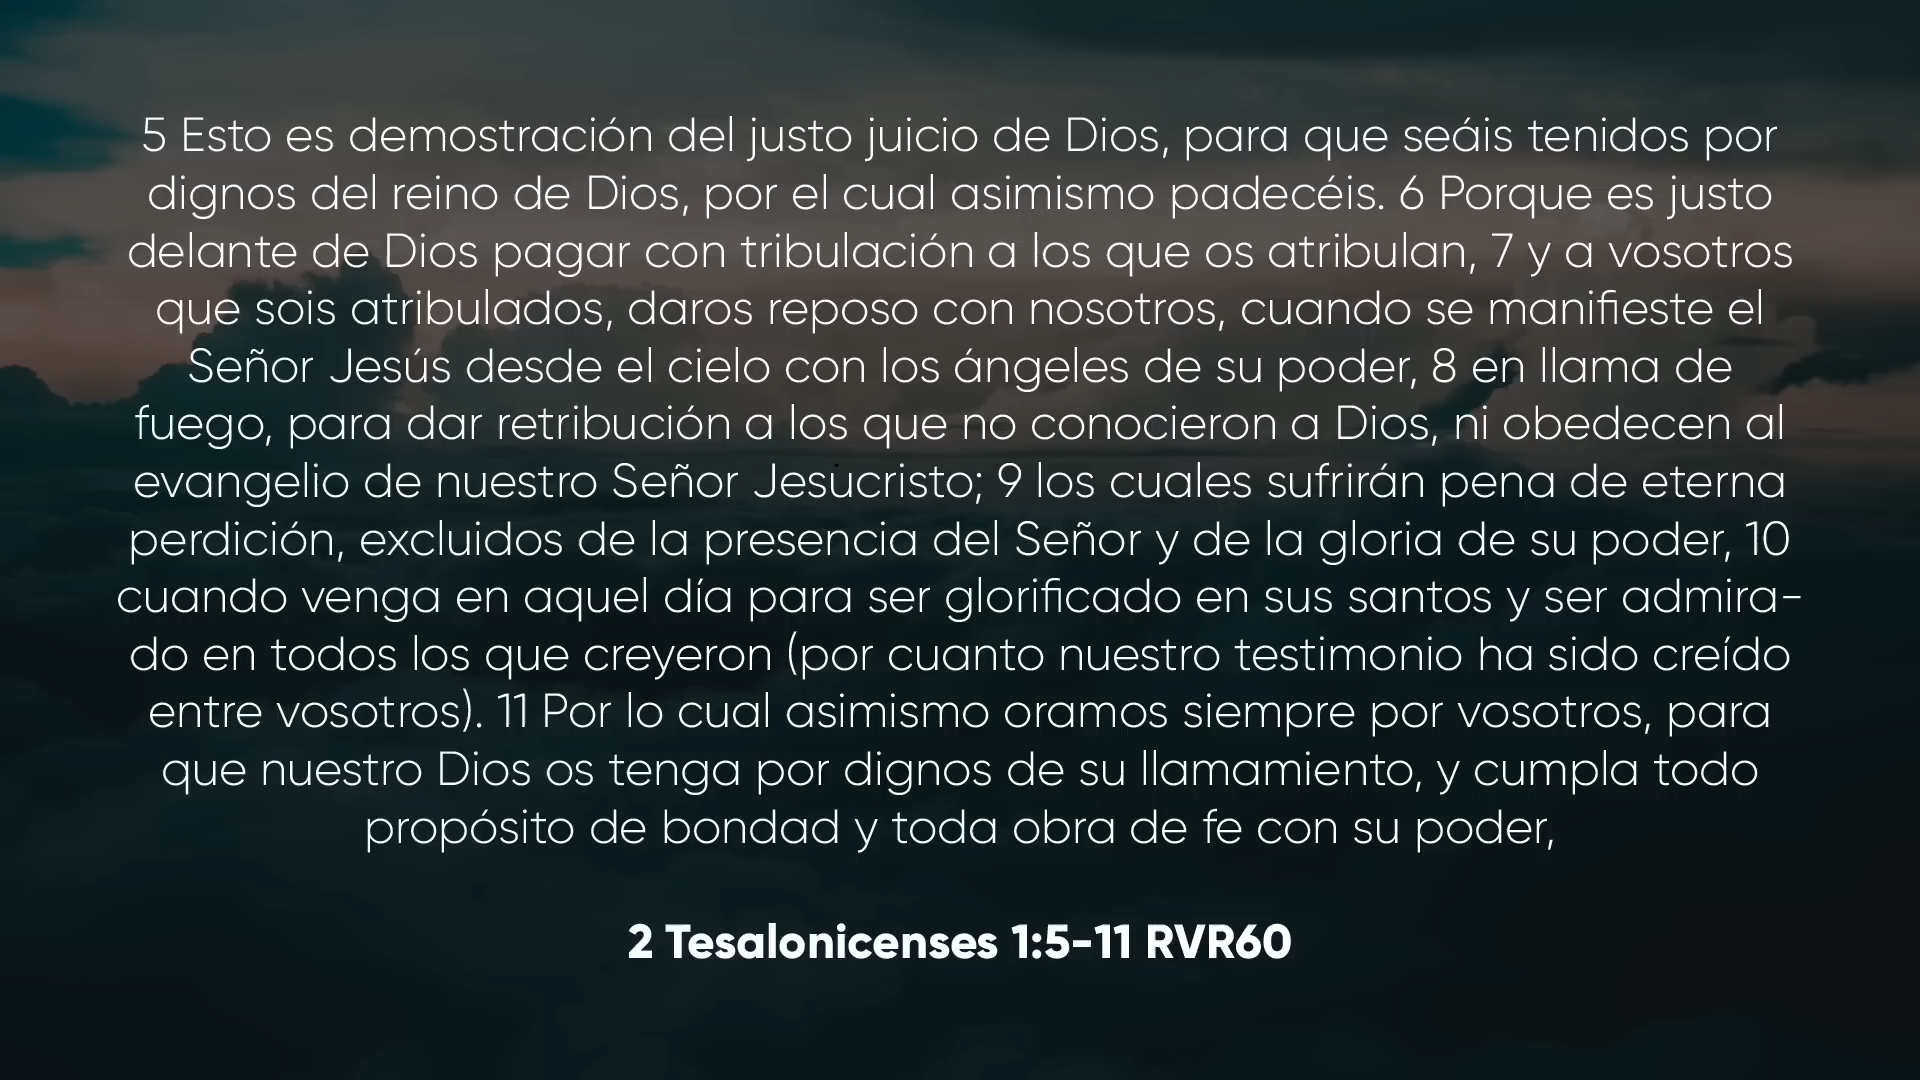 5 Esto es demostración del justo juicio de Dios, para que seáis tenidos por
dignos del reino de Dios, por el cual asimismo padecéis. 6 Porque es justo
delante de Dios pagar con tribulación a los que os atribulan, 7 y a vosotros
que sois atribulados, daros reposo con nosotros, cuando se manifieste el
Señor Jesús desde el cielo con los ángeles de su poder, 8 en llama de
fuego, para dar retribución a los que no conocieron a Dios, ni obedecen al
evangelio de nuestro Señor Jesucristo; 9 los cuales sufrirán pena de eterna
perdición, excluidos de la presencia del Señor y de la gloria de su poder, 10
cuando venga en aquel día para ser glorificado en sus santos y ser admira-
do en todos los que creyeron (por cuanto nuestro testimonio ha sido creído
entre vosotros). 11 Por lo cual asimismo oramos siempre por vosotros, para
que nuestro Dios os tenga por dignos de su llamamiento, y cumpla todo
propósito de bondad y toda obra de fe con su poder,
2 Tesalonicenses 1:5-11 RVR60